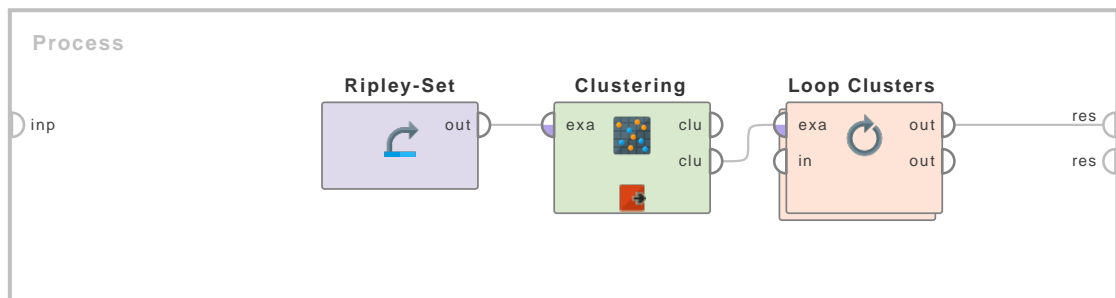 Process
Ripley-Set
Clustering
Loop Clusters
inp
out
exa
clu
clu
exa
in
out
out
res
res